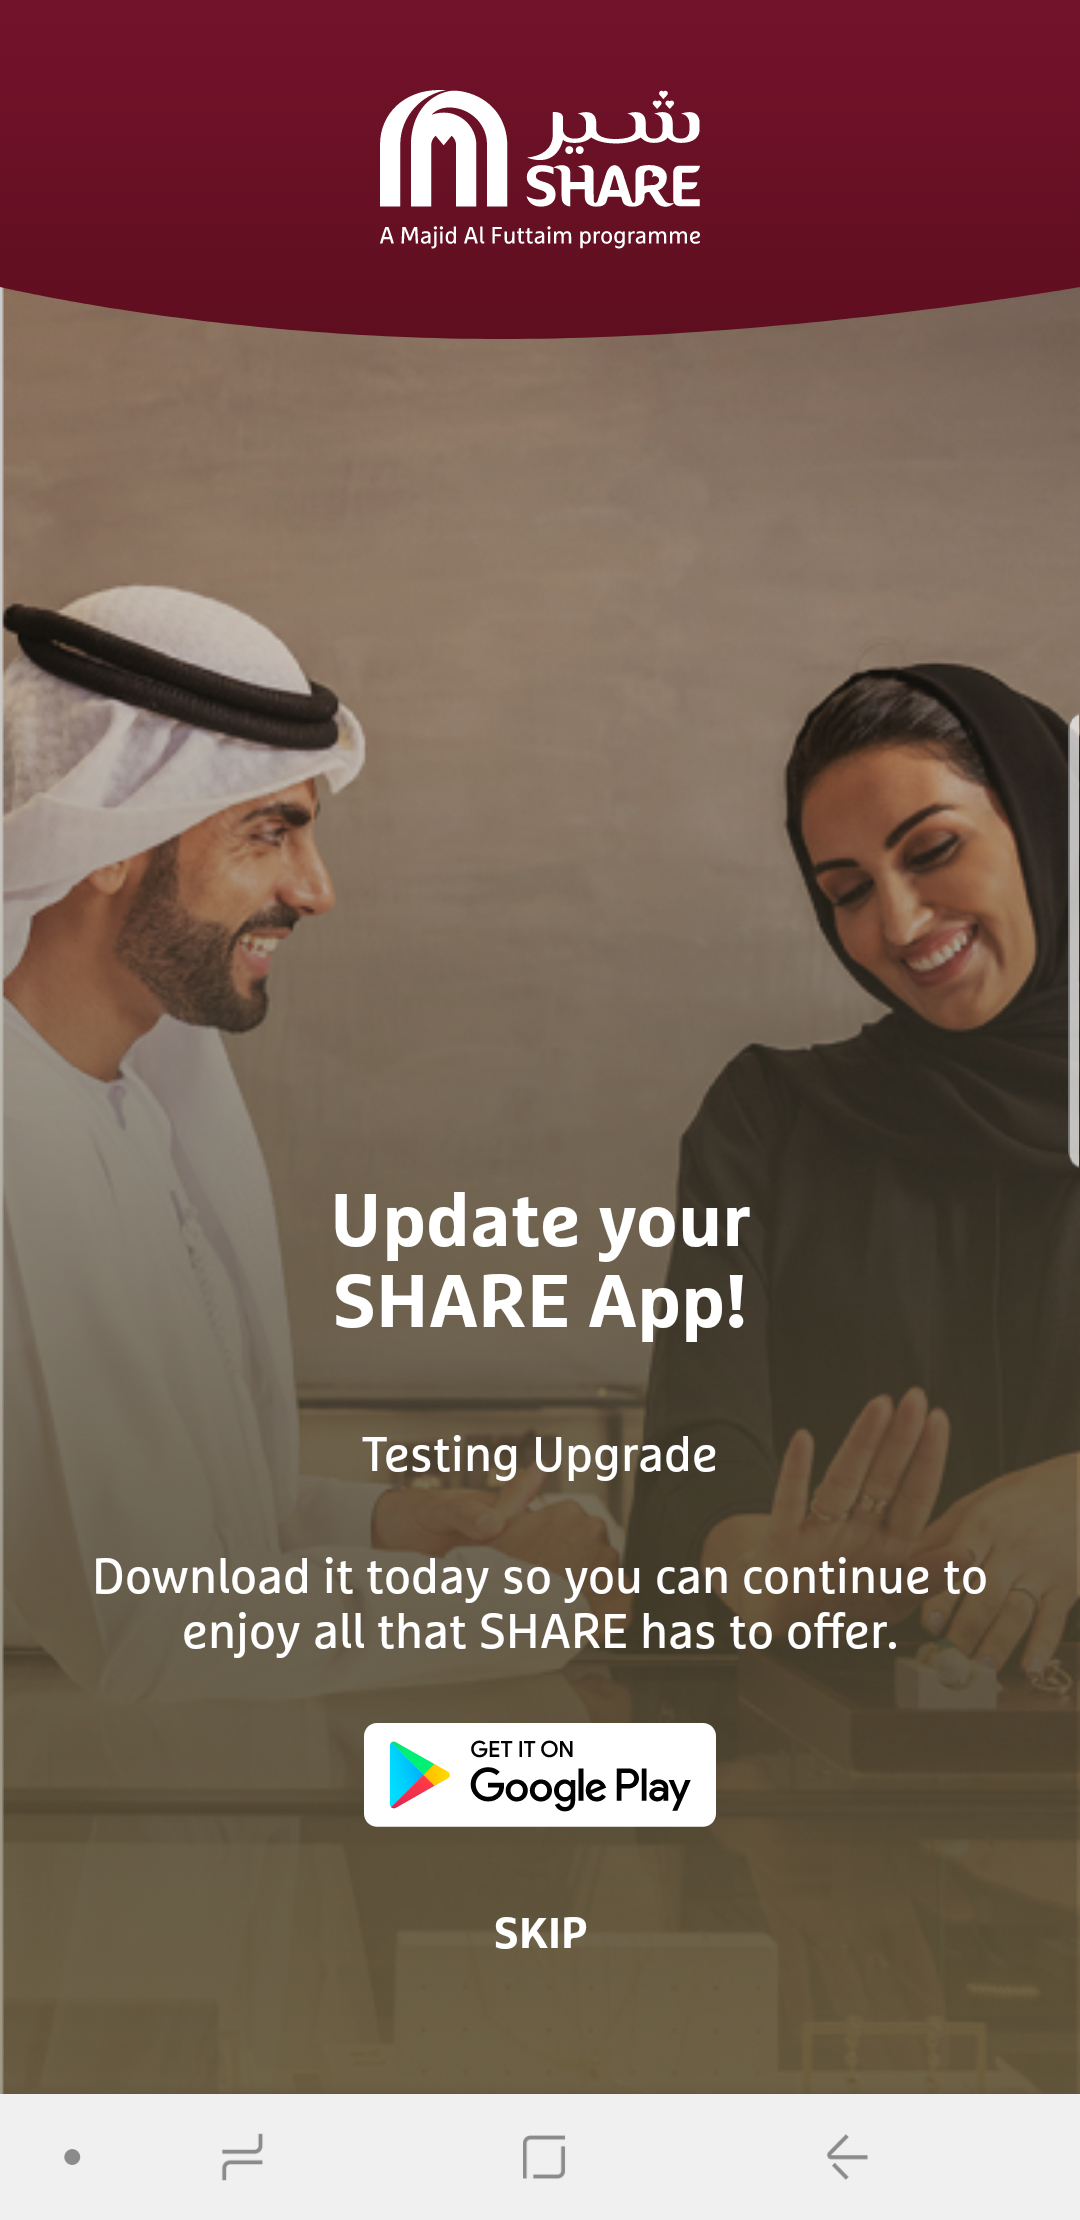 شير
SHARE
A Majid Al Futtaim programme
Update your
SHARE App!
Testing Upgrade
Download it today so you can continue to
enjoy all that SHARE has to offer.
GET IT ON
Google Play
SKIP